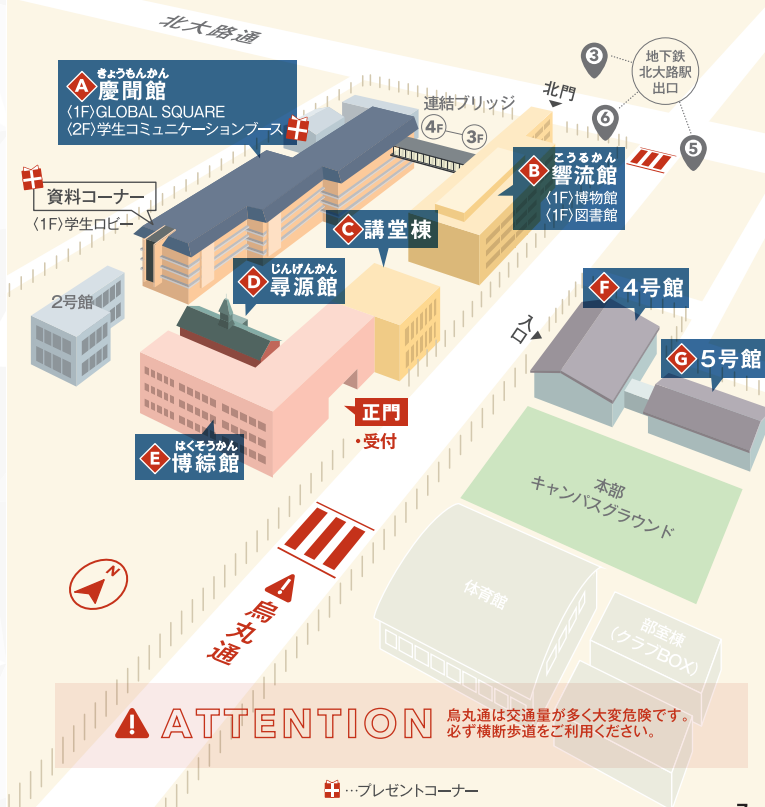 北大路通
きょうもんかん
A 慶聞館
〈1F〉GLOBAL SQUARE
〈2F〉学生コミュニケーションブース
連結ブリッジ
4F 3F
北門
3
地下鉄
北大路駅
出口
6
5
こうるかん
B 響流館
〈1F〉博物館
〈1F〉図書館
資料コーナー
〈1F〉学生ロビー
C 講堂棟
じんげんかん
D 尋源館
2号館
F 4号館
入口
G 5号館
正門
・受付
はくそうかん
E 博綜館
本部
キャンパスグラウンド
N
烏丸通
体育館
部室棟
(クラブBOX)
ATTENTION
烏丸通は交通量が多く大変危険です。
必ず横断歩道をご利用ください。
…プレゼントコーナー